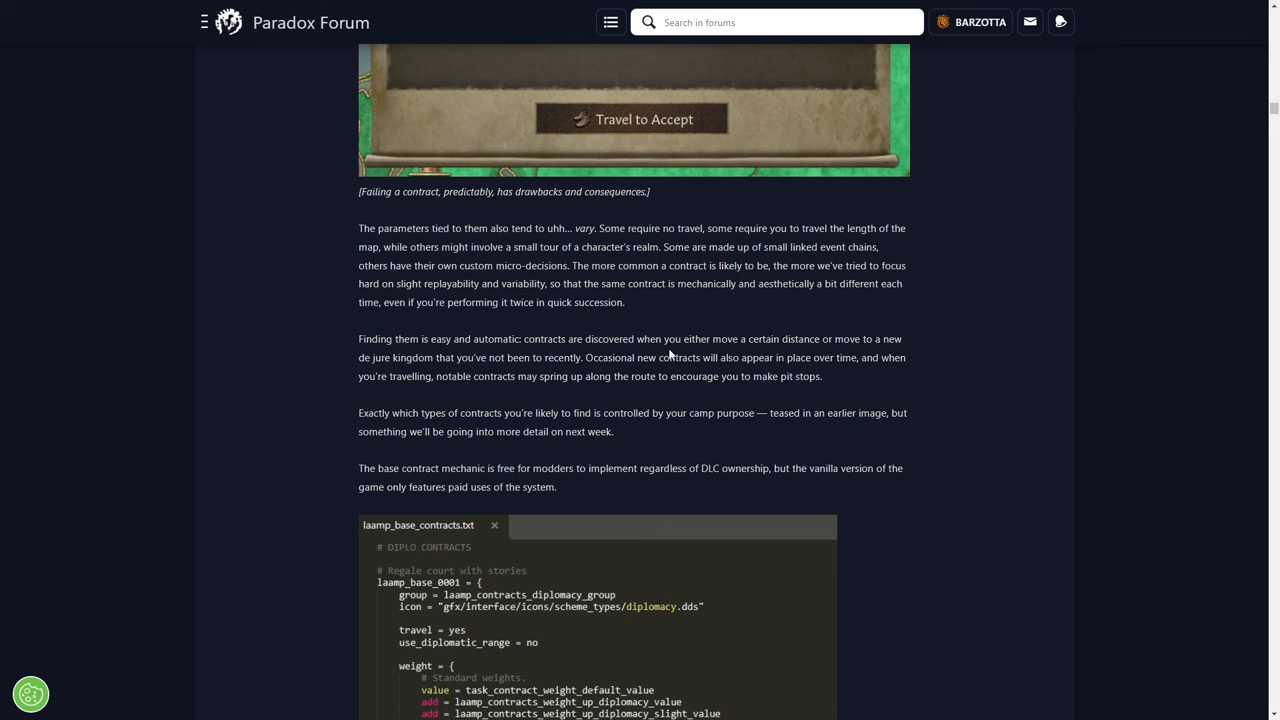 Paradox Forum
Search in forums
BARZOTTA
Travel to Accept
[Failing a contract, predictably, has drawbacks and consequences.]
The parameters tied to them also tend to uhh... vary. Some require no travel, some require you to travel the length of the
map, while others might involve a small tour of a character's realm. Some are made up of small linked event chains,
others have their own custom micro-decisions. The more common a contract is likely to be, the more we've tried to focus
hard on slight replayability and variability, so that the same contract is mechanically and aesthetically a bit different each
time, even if you're performing it twice in quick succession.
Finding them is easy and automatic: contracts are discovered when you either move a certain distance or move to a new
de jure kingdom that you've not been to recently. Occasional new contracts will also appear in place over time, and when
you're travelling, notable contracts may spring up along the route to encourage you to make pit stops.
Exactly which types of contracts you're likely to find is controlled by your camp purpose — teased in an earlier image, but
something we'll be going into more detail on next week.
The base contract mechanic is free for modders to implement regardless of DLC ownership, but the vanilla version of the
game only features paid uses of the system.
laamp_base_contracts.txt ×
# DIPLO CONTRACTS
# Regale court with stories
laamp_base_0001 = {
group = laamp_contracts_diplomacy_group
icon = "gfx/interface/icons/scheme_types/diplomacy.dds"
travel = yes
use_diplomatic_range = no
weight = {
# Standard weights.
value = task_contract_weight_default_value
add = laamp_contracts_weight_up_diplomacy_value
add = laamp_contracts_weight_up_diplomacy_slight_value